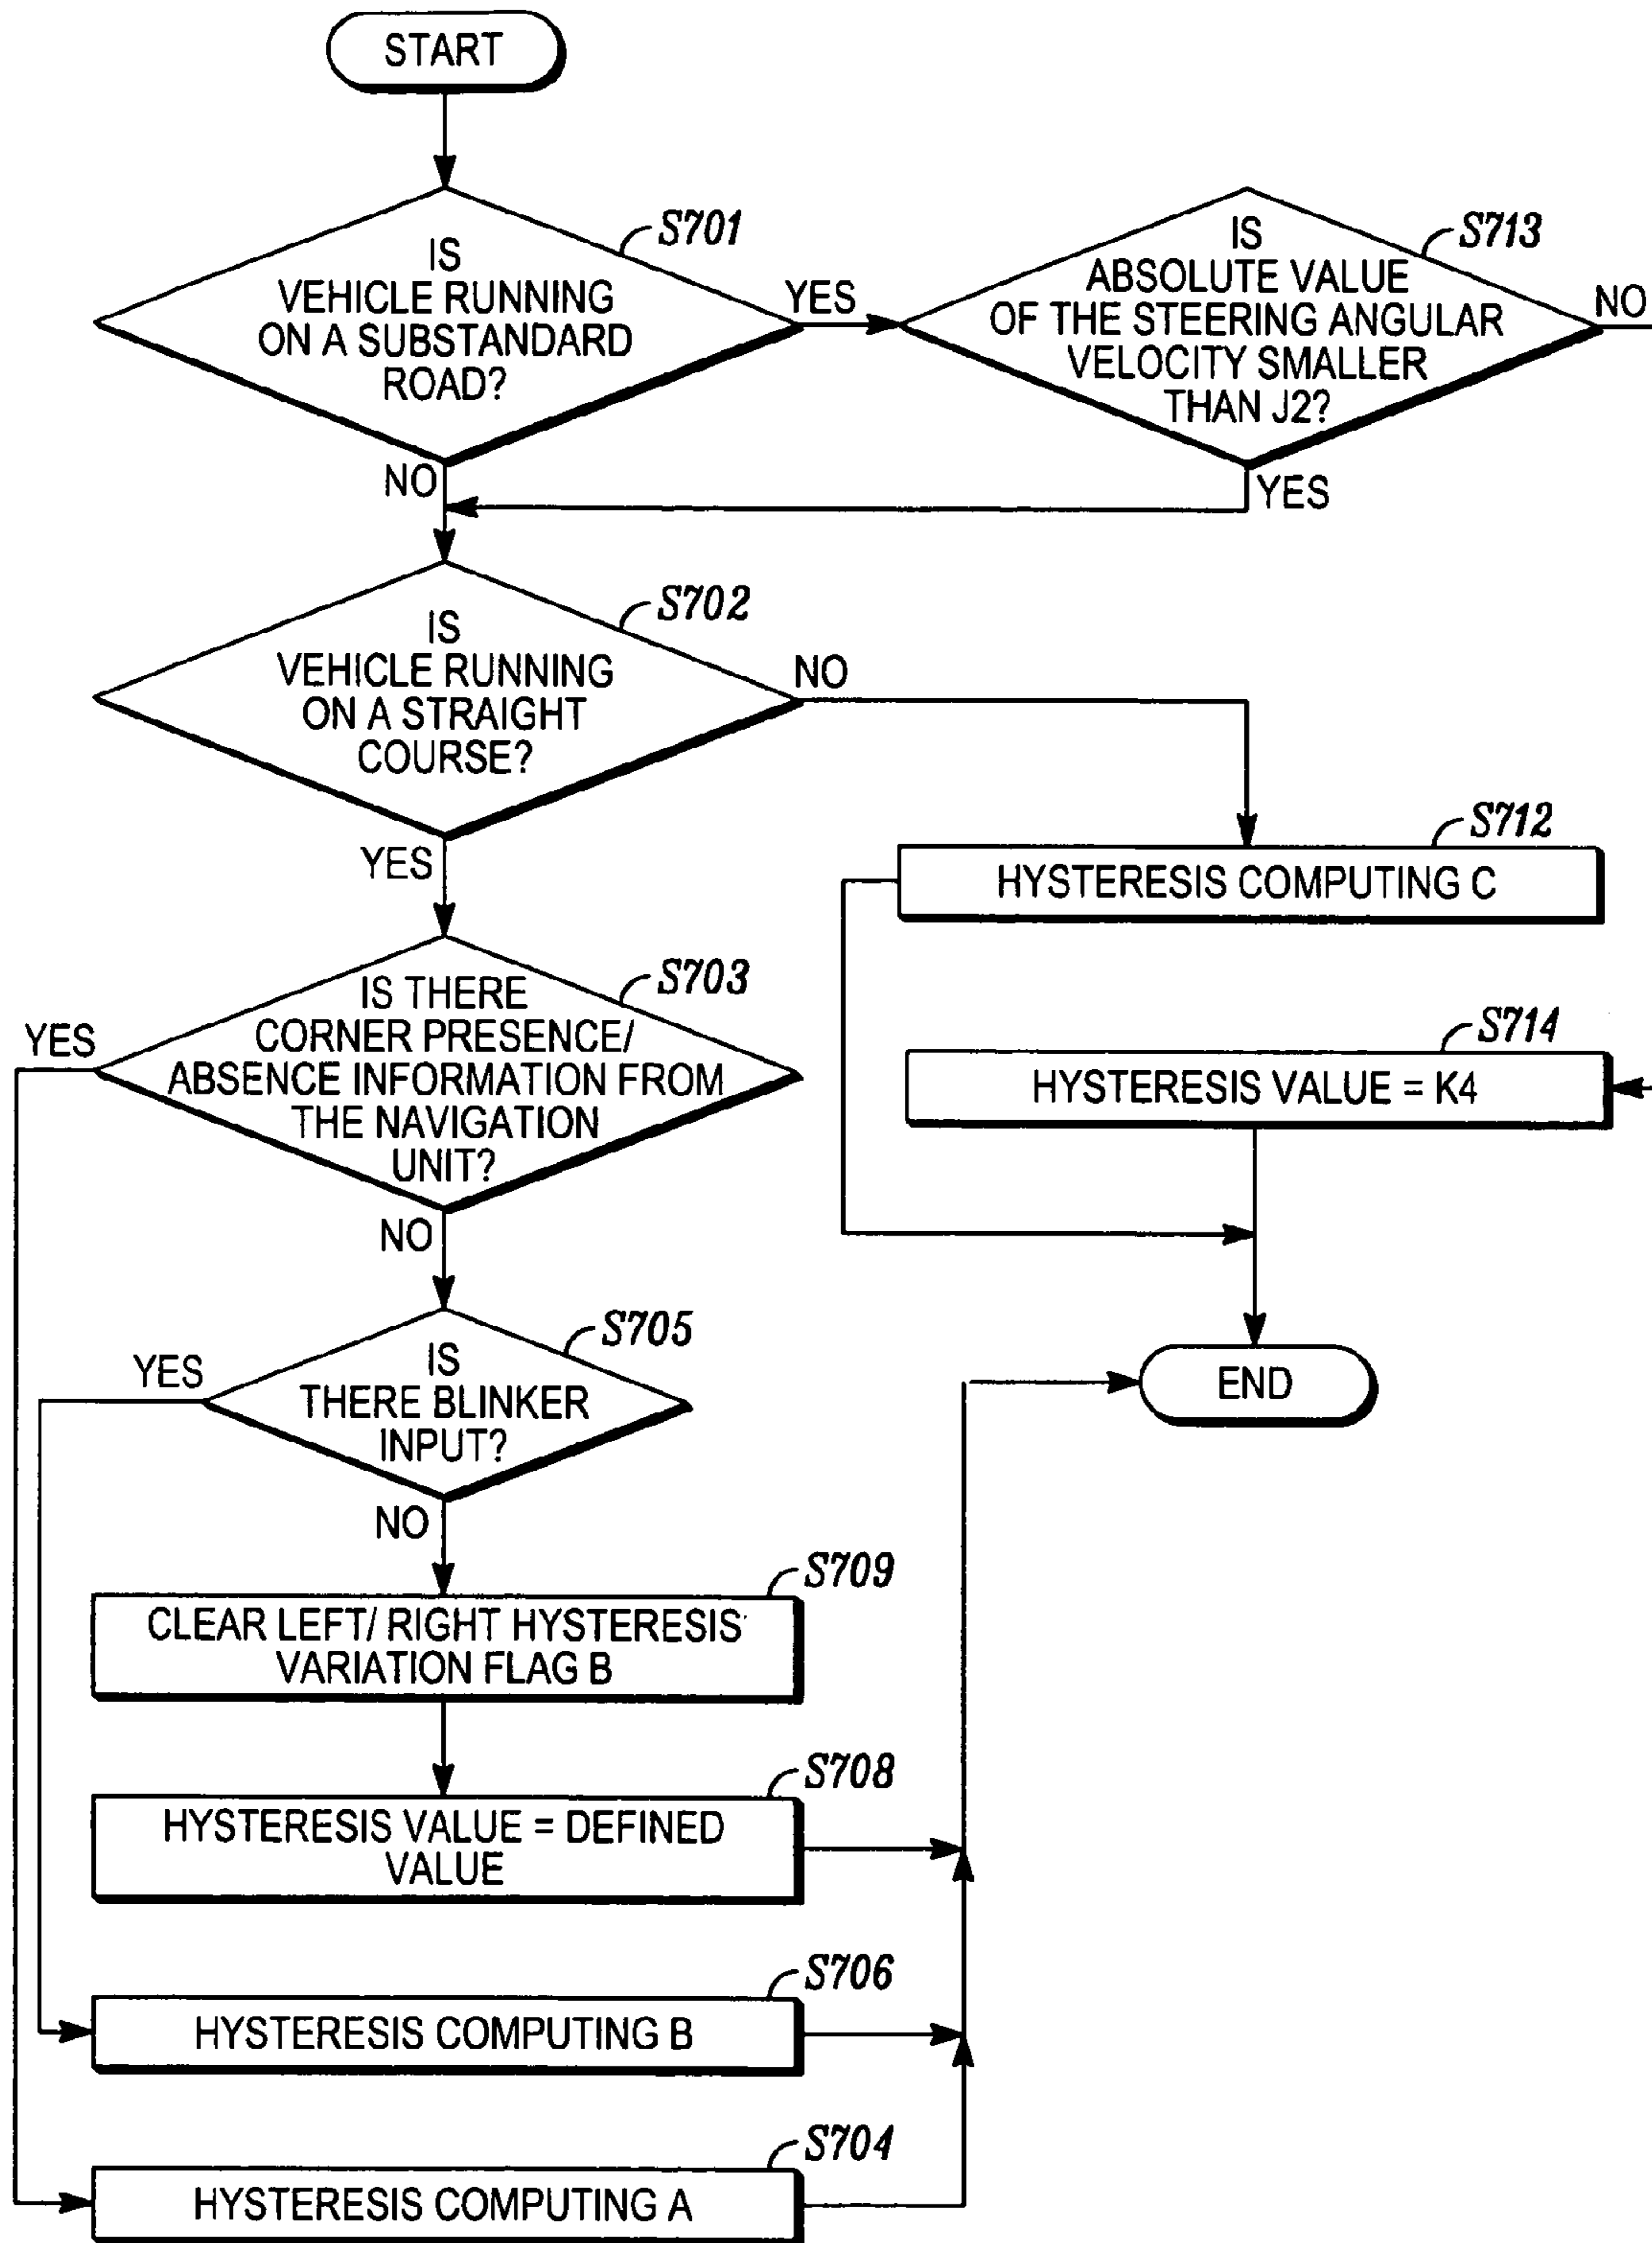 START
S701
IS
VEHICLE RUNNING
ON A SUBSTANDARD
ROAD?
YES
NO
S713
IS
ABSOLUTE VALUE
OF THE STEERING ANGULAR
VELOCITY SMALLER
THAN J2?
NO
YES
S702
IS
VEHICLE RUNNING
ON A STRAIGHT
COURSE?
NO
YES
S712
HYSTERESIS COMPUTING C
S703
IS THERE
CORNER PRESENCE/
ABSENCE INFORMATION FROM
THE NAVIGATION
UNIT?
YES
NO
S714
HYSTERESIS VALUE = K4
S705
IS
THERE BLINKER
INPUT?
YES
NO
END
S709
CLEAR LEFT/ RIGHT HYSTERESIS
VARIATION FLAG B
S708
HYSTERESIS VALUE = DEFINED
VALUE
S706
HYSTERESIS COMPUTING B
S704
HYSTERESIS COMPUTING A